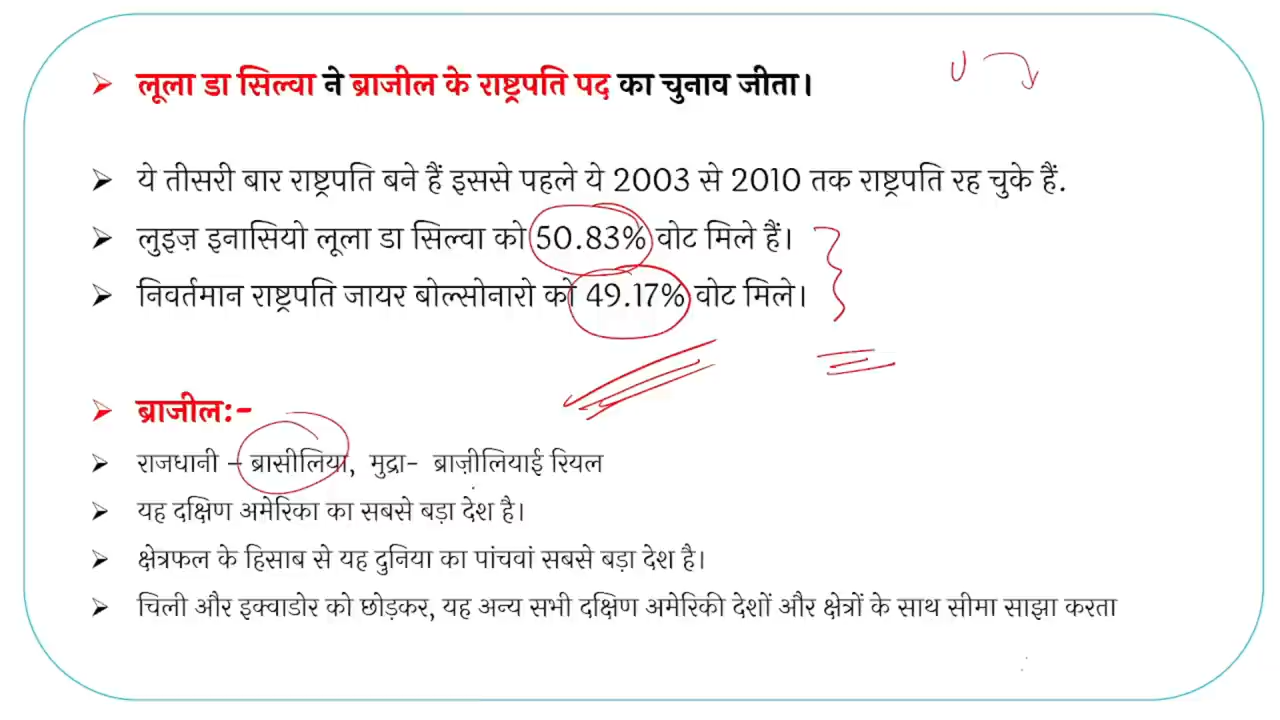 लूला डा सिल्वा ने ब्राजील के राष्ट्रपति पद का चुनाव जीता।
ये तीसरी बार राष्ट्रपति बने हैं इससे पहले ये 2003 से 2010 तक राष्ट्रपति रह चुके हैं.
लुइज़ इनासियो लूला डा सिल्वा को 50.83% वोट मिले हैं।
निवर्तमान राष्ट्रपति जायर बोल्सोनारो को 49.17% वोट मिले।
ब्राजील:-
राजधानी – ब्रासीलिया, मुद्रा- ब्राज़ीलियाई रियल
यह दक्षिण अमेरिका का सबसे बड़ा देश है।
क्षेत्रफल के हिसाब से यह दुनिया का पांचवां सबसे बड़ा देश है।
चिली और इक्वाडोर को छोड़कर, यह अन्य सभी दक्षिण अमेरिकी देशों और क्षेत्रों के साथ सीमा साझा करता